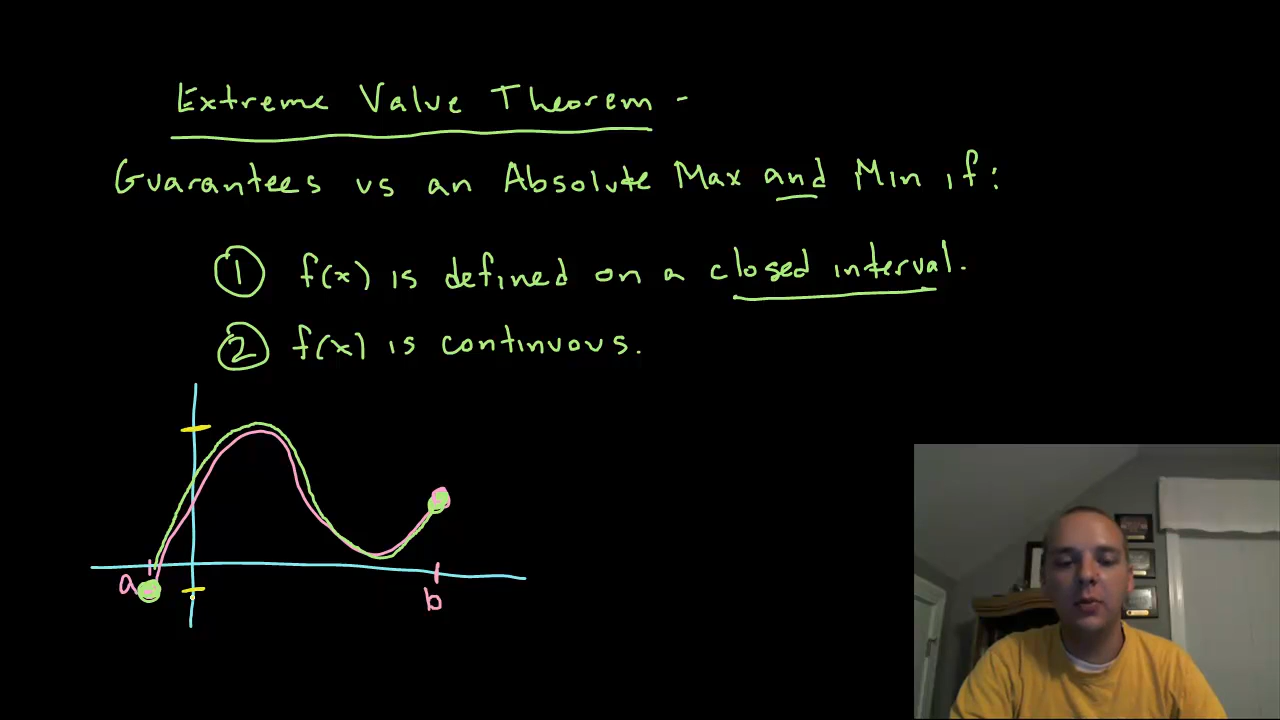 Extreme Value Theorem -
Guarantees us an Absolute Max and Min if:
① f(x) is defined on a closed interval.
② f(x) is continuous.
a
b